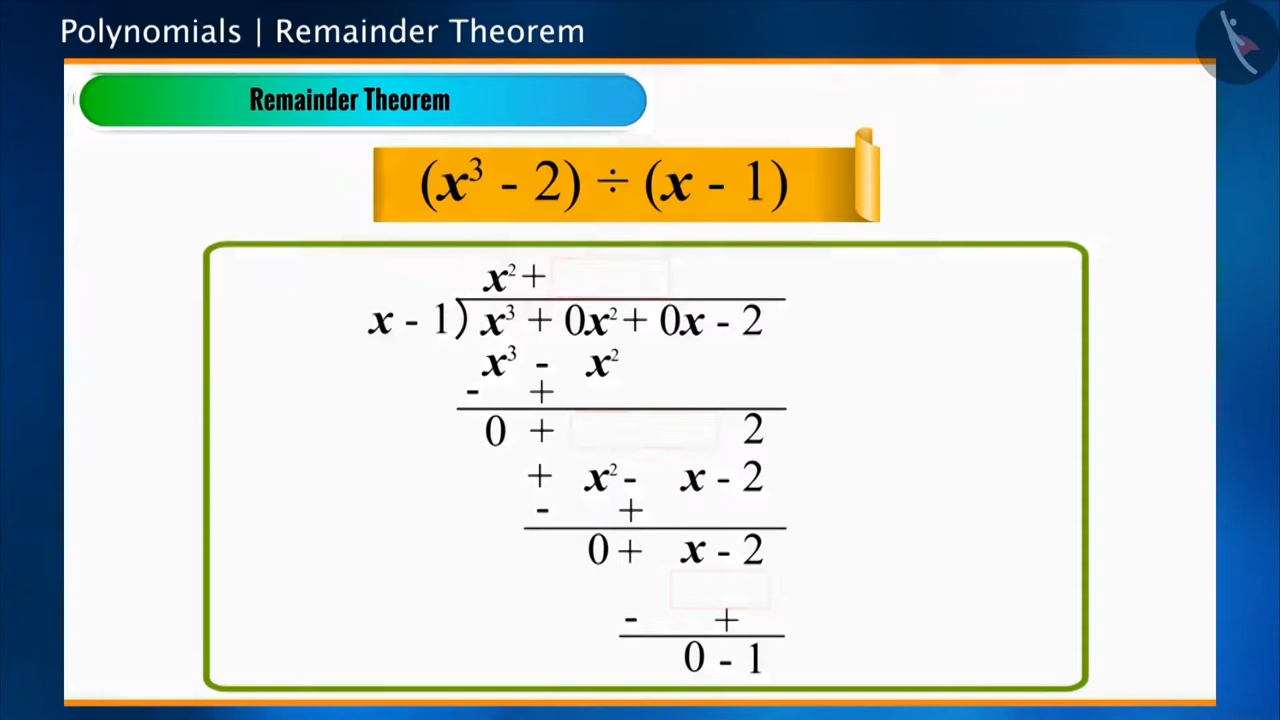 Polynomials | Remainder Theorem
Remainder Theorem
(x³ - 2) ÷ (x - 1)
x² +
x - 1) x³ + 0x² + 0x - 2
x³ - x²
- +
0 + 2
+ x² - x - 2
- +
0 + x - 2
- +
0 - 1